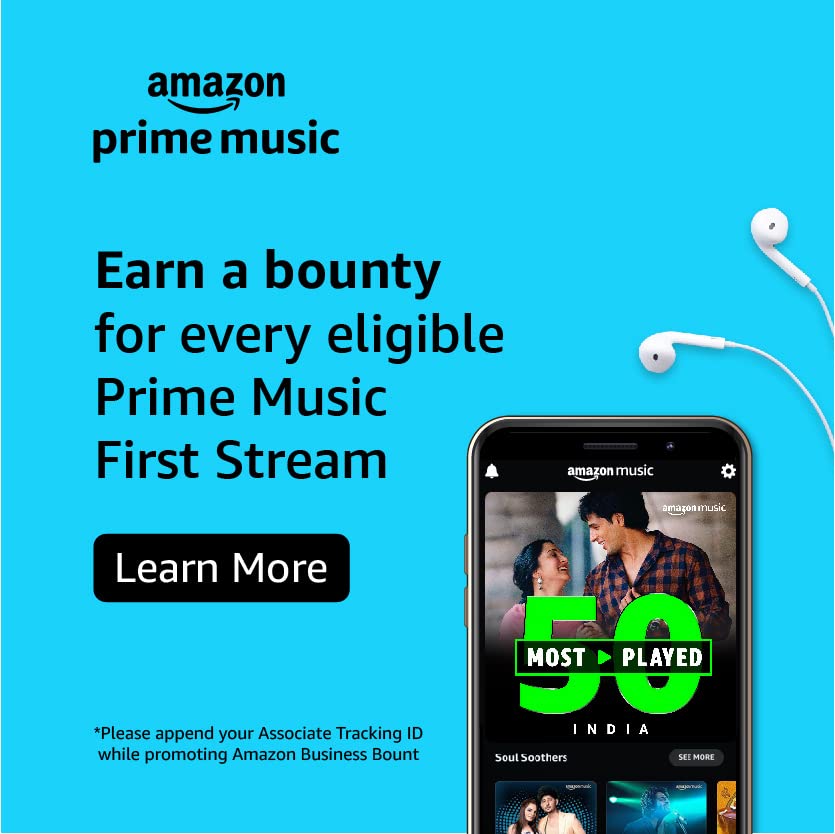 amazon
prime music
Earn a bounty
for every eligible
Prime Music
First Stream
Learn More
*Please append your Associate Tracking ID
while promoting Amazon Business Bount
amazon music
amazon music
50
MOST PLAYED
INDIA
Soul Soothers
SEE MORE
amazon music
amazon music